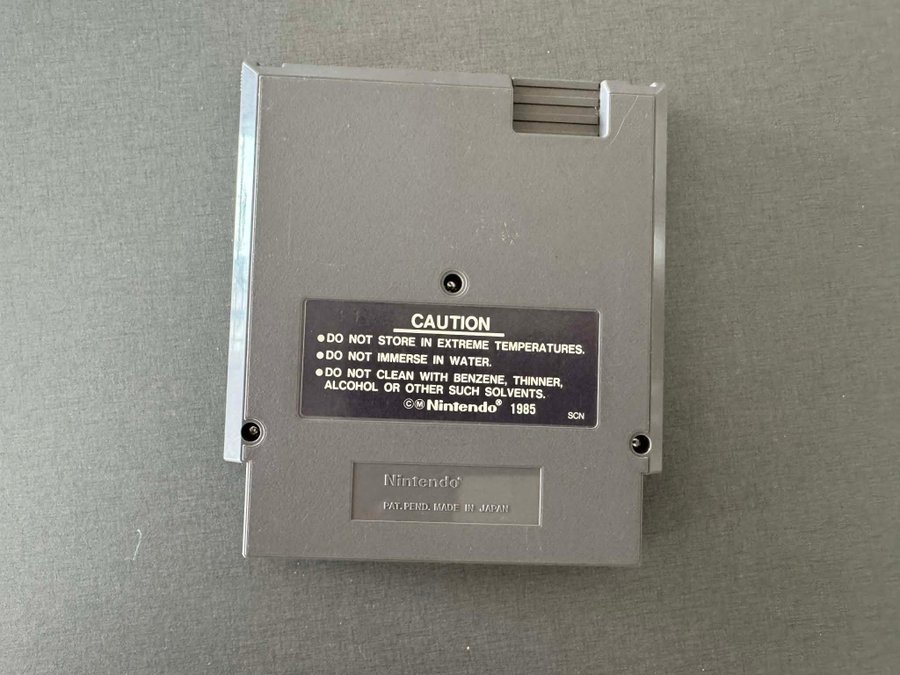 CAUTION
●DO NOT STORE IN EXTREME TEMPERATURES.
●DO NOT IMMERSE IN WATER.
●DO NOT CLEAN WITH BENZENE, THINNER,
ALCOHOL OR OTHER SUCH SOLVENTS.
©Ⓜ Nintendo® 1985
SCN
Nintendo®
PAT. PEND. MADE IN JAPAN